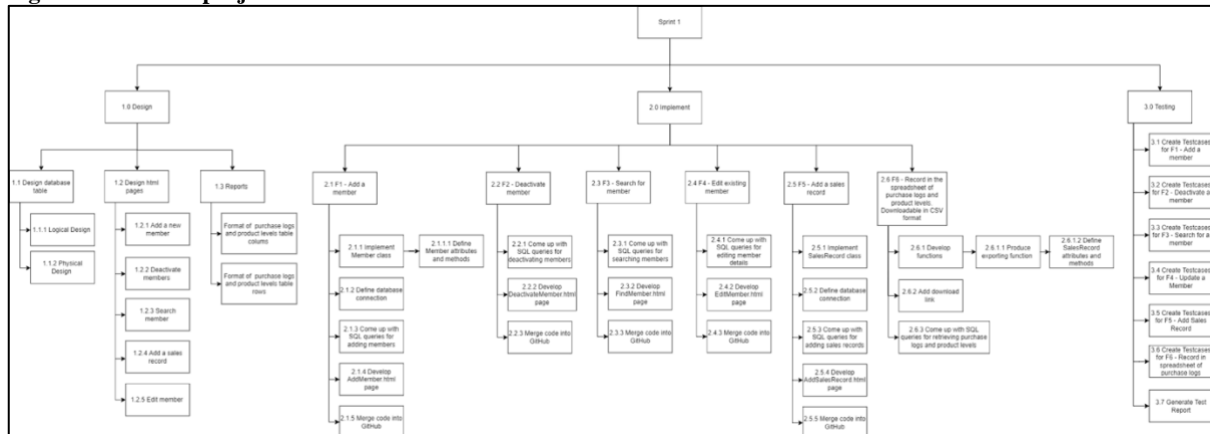 Sprint 1
1.0 Design
2.0 Implement
3.0 Testing
1.1 Design database
table
1.1.1 Logical Design
1.1.2 Physical Design
1.2 Design html
pages
1.2.1 Add a new
member
1.2.2 Deactivate
members
1.2.3 Search
member
1.2.4 Add a sales
record
1.2.5 Edit member
1.3 Reports
Format of purchase logs
and product levels table
colums
Format of purchase logs
and product levels table
rows
2.1 F1 - Add a
member
2.1.1 Implement
Member class
2.1.1.1 Define
Member attributes
and methods
2.1.2 Define database
connection
2.1.3 Come up with
SQL queries for
adding members
2.1.4 Develop
AddMember.html
page
2.1.5 Merge code into
GitHub
2.2 F2 - Deactivate
member
2.2.1 Come up with
SQL queries for
deactivating members
2.2.2 Develop
DeactivateMember.html
page
2.2.3 Merge code into
GitHub
2.3 F3 - Search for
member
2.3.1 Come up with
SQL queries for
searching members
2.3.2 Develop
FindMember.html
page
2.3.3 Merge code into
GitHub
2.4 F4 - Edit existing
member
2.4.1 Come up with
SQL queries for
editing member
details
2.4.2 Develop
EditMember.html
page
2.4.3 Merge code into
GitHub
2.5 F5 - Add a sales
record
2.5.1 Implement
SalesRecord class
2.5.2 Define database
connection
2.5.3 Come up with
SQL queries for
adding sales records
2.5.4 Develop
AddSalesRecord.html
page
2.5.5 Merge code into
GitHub
2.6 F6 - Record in the
spreadsheet of
purchase logs and
product levels,
Downloadable in CSV
format
2.6.1 Develop
functions
2.6.1.1 Produce
exporting function
2.6.1.2 Define
SalesRecord
attributes and
methods
2.6.2 Add download
link
2.6.3 Come up with SQL
queries for retrieving purchase
logs and product levels
3.1 Create Testcases
for F1 - Add a
member
3.2 Create Testcases
for F2 - Deactivate a
member
3.3 Create Testcases
for F3 - Search for a
member
3.4 Create Testcases
for F4 - Update a
Member
3.5 Create Testcases
for F5 - Add Sales
Record
3.6 Create Testcases
for F6 - Record in
spreadsheet of
purchase logs
3.7 Generate Test
Report